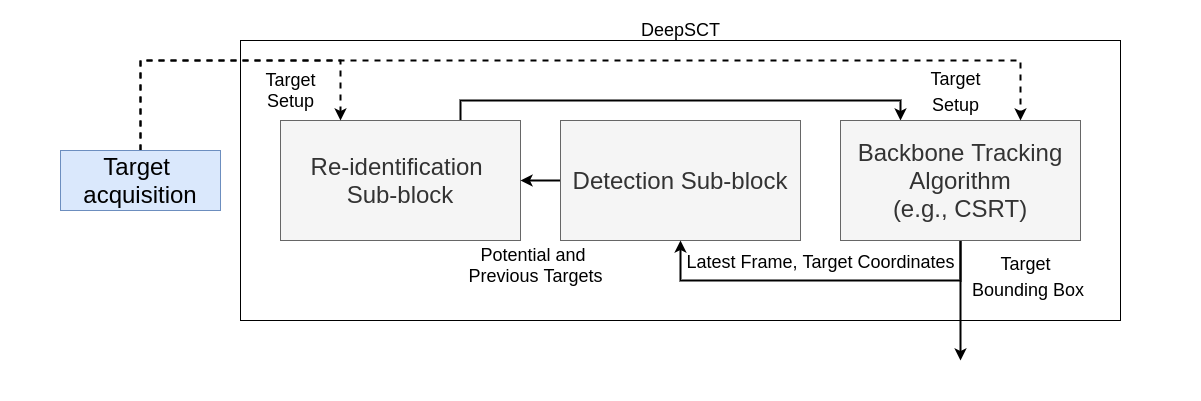 DeepSCT
Target
Setup
Target
Setup
Target
acquisition
Re-identification
Sub-block
Detection Sub-block
Backbone Tracking
Algorithm
(e.g., CSRT)
Potential and
Previous Targets
Latest Frame, Target Coordinates
Target
Bounding Box